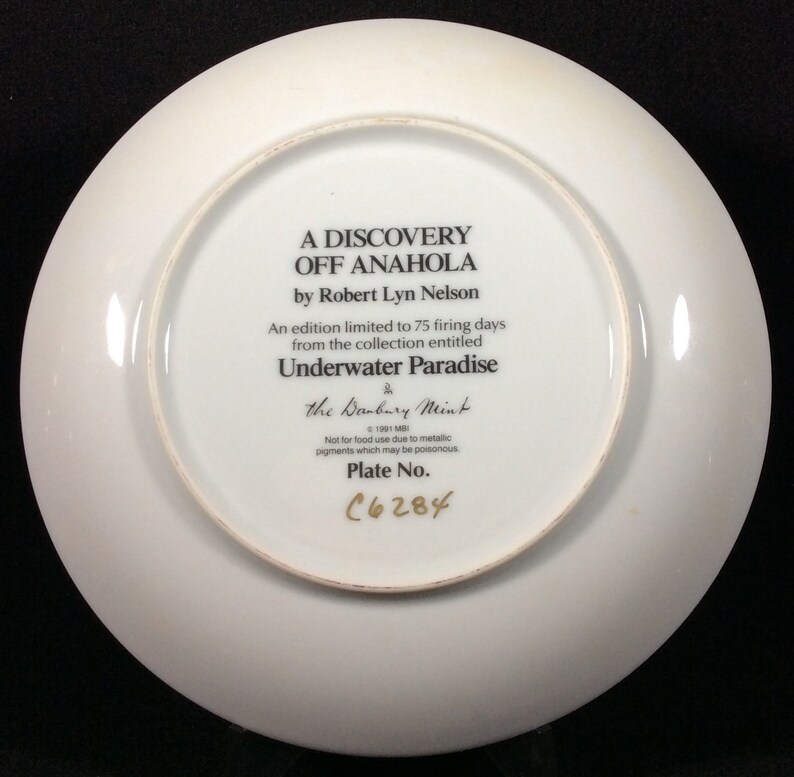 A DISCOVERY
OFF ANAHOLA
by Robert Lyn Nelson
An edition limited to 75 firing days
from the collection entitled
Underwater Paradise
the Danbury Mint
© 1991 MBI
Not for food use due to metallic
pigments which may be poisonous.
Plate No.
C6284